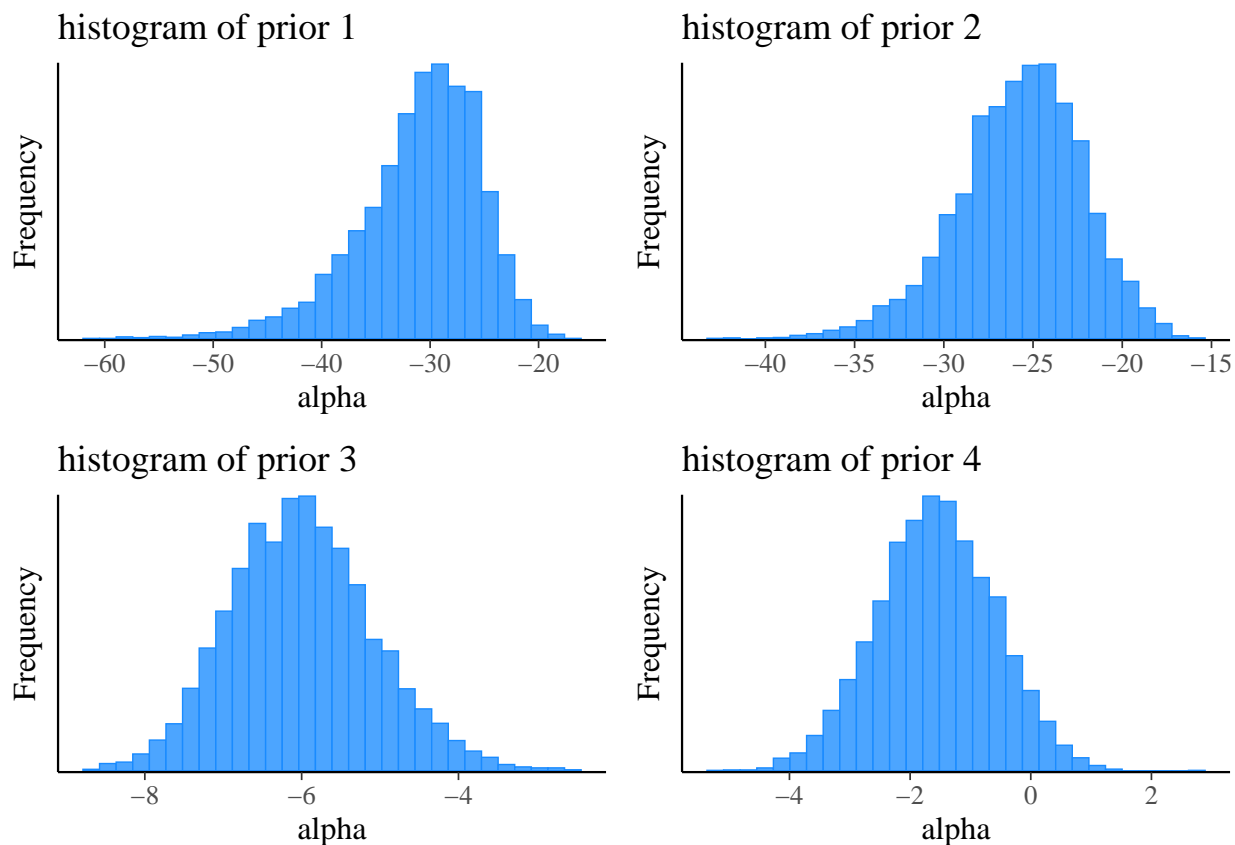 histogram of prior 1
Frequency
−60 −50 −40 −30 −20
alpha
histogram of prior 2
Frequency
−40 −35 −30 −25 −20 −15
alpha
histogram of prior 3
Frequency
−8 −6 −4
alpha
histogram of prior 4
Frequency
−4 −2 0 2
alpha